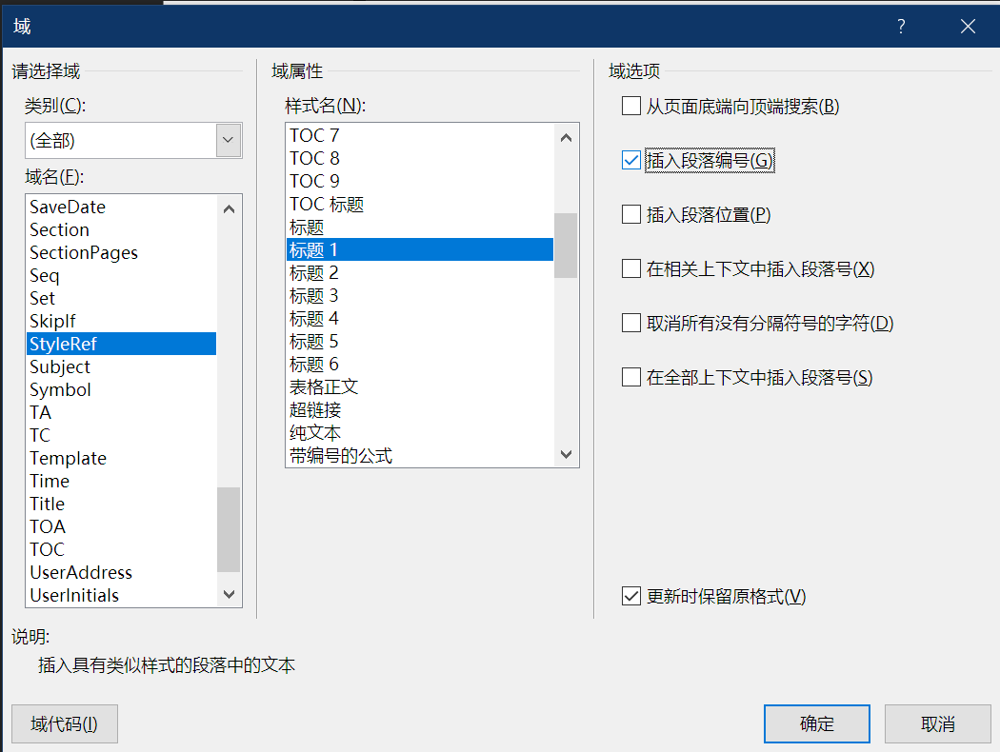 域
?
请选择域
类别(C):
(全部)
域名(F):
SaveDate
Section
SectionPages
Seq
Set
SkipIf
StyleRef
Subject
Symbol
TA
TC
Template
Time
Title
TOA
TOC
UserAddress
UserInitials
域属性
样式名(N):
TOC 7
TOC 8
TOC 9
TOC 标题
标题
标题 1
标题 2
标题 3
标题 4
标题 5
标题 6
表格正文
超链接
纯文本
带编号的公式
域选项
从页面底端向顶端搜索(B)
插入段落编号(G)
插入段落位置(P)
在相关上下文中插入段落号(X)
取消所有没有分隔符号的字符(D)
在全部上下文中插入段落号(S)
更新时保留原格式(V)
说明:
插入具有类似样式的段落中的文本
域代码(I)
确定
取消